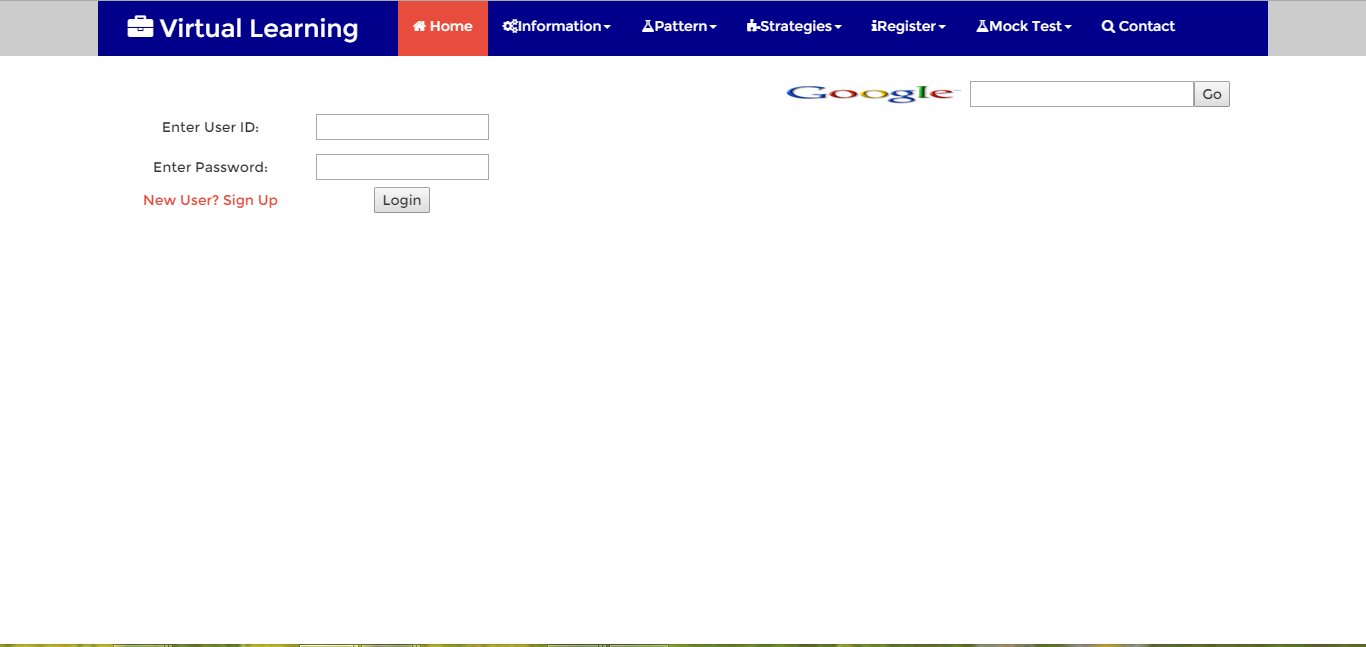 Virtual Learning Home Information Pattern Strategies Register Mock Test Contact
Google Go
Enter User ID:
Enter Password:
New User? Sign Up Login